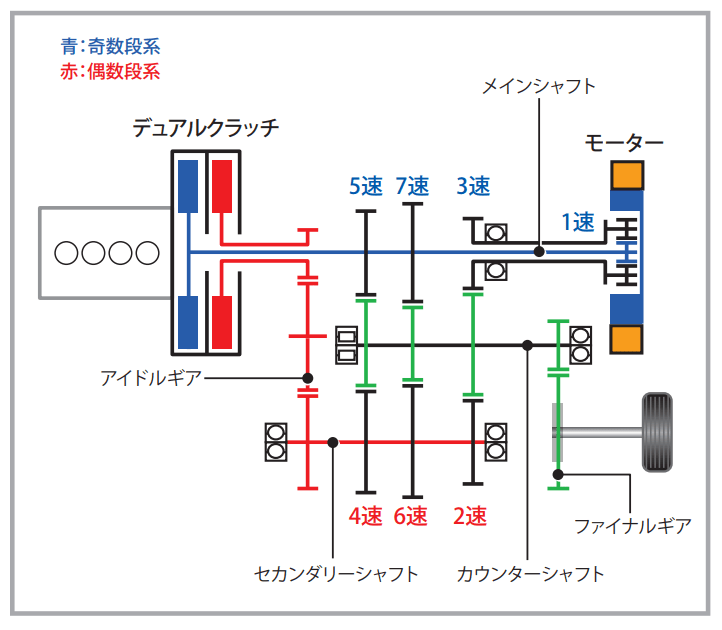 青：奇数段系
赤：偶数段系
メインシャフト
デュアルクラッチ
モーター
5速
7速
3速
1速
アイドルギア
4速
6速
2速
ファイナルギア
セカンダリーシャフト
カウンターシャフト